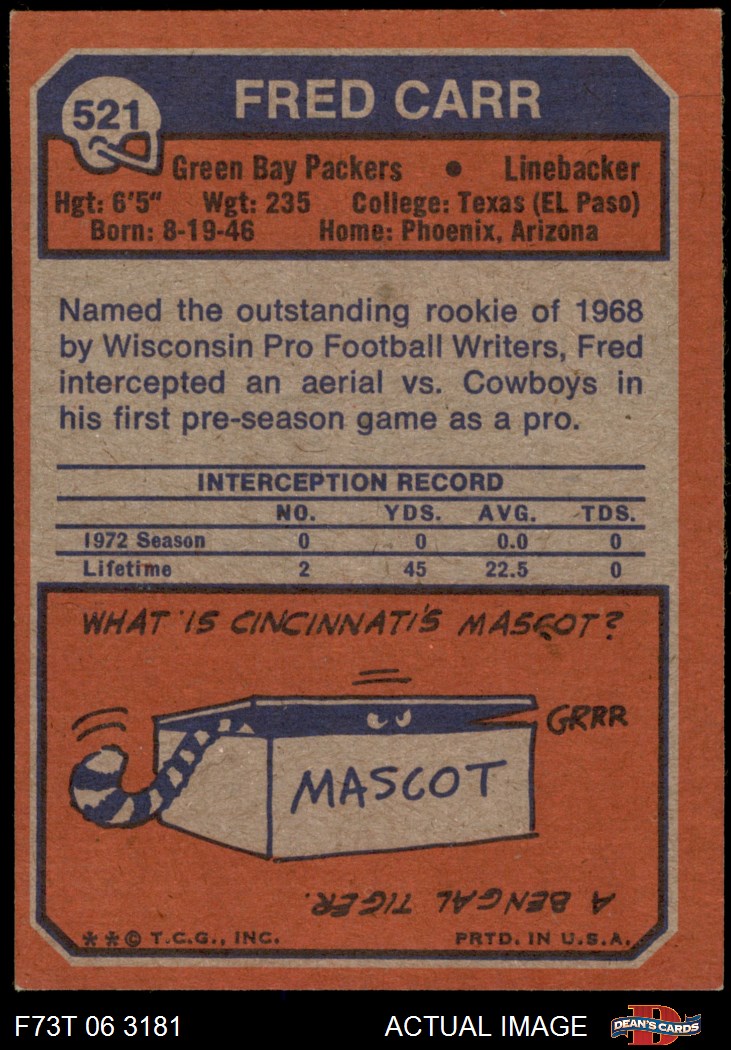 521
FRED CARR
Green Bay Packers • Linebacker
Hgt: 6'5" Wgt: 235 College: Texas (EL Paso)
Born: 8-19-46 Home: Phoenix, Arizona
Named the outstanding rookie of 1968
by Wisconsin Pro Football Writers, Fred
intercepted an aerial vs. Cowboys in
his first pre-season game as a pro.
INTERCEPTION RECORD
NO. YDS. AVG. TDS.
1972 Season 0 0 0.0 0
Lifetime 2 45 22.5 0
WHAT IS CINCINNATI'S MASCOT?
GRRR
MASCOT
A BENGAL TIGER.
**© T.C.G., INC. PRTD. IN U.S.A.
F73T 06 3181 ACTUAL IMAGE DEAN'S CARDS